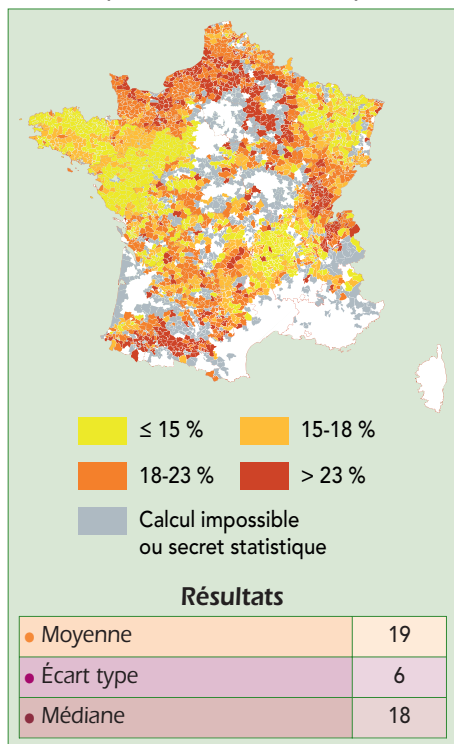 ≤ 15 %
15-18 %
18-23 %
> 23 %
Calcul impossible
ou secret statistique
Résultats
• Moyenne 19
• Écart type 6
• Médiane 18